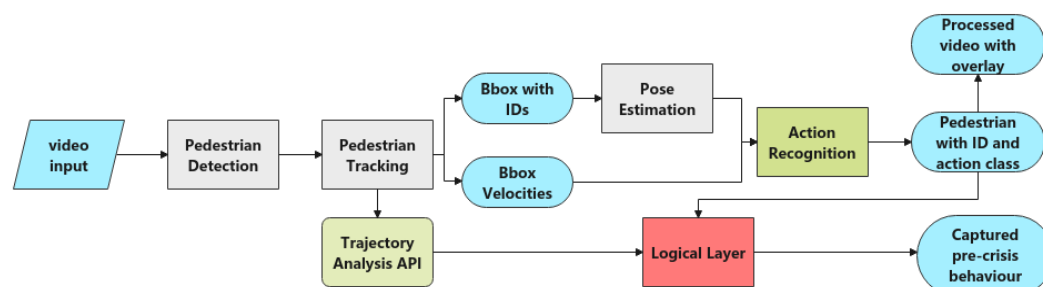 Processed
video with
overlay
Bbox with
IDs
Pose
Estimation
video
input
Pedestrian
Detection
Pedestrian
Tracking
Action
Recognition
Pedestrian
with ID and
action class
Bbox
Velocities
Trajectory
Analysis API
Logical Layer
Captured
pre-crisis
behaviour